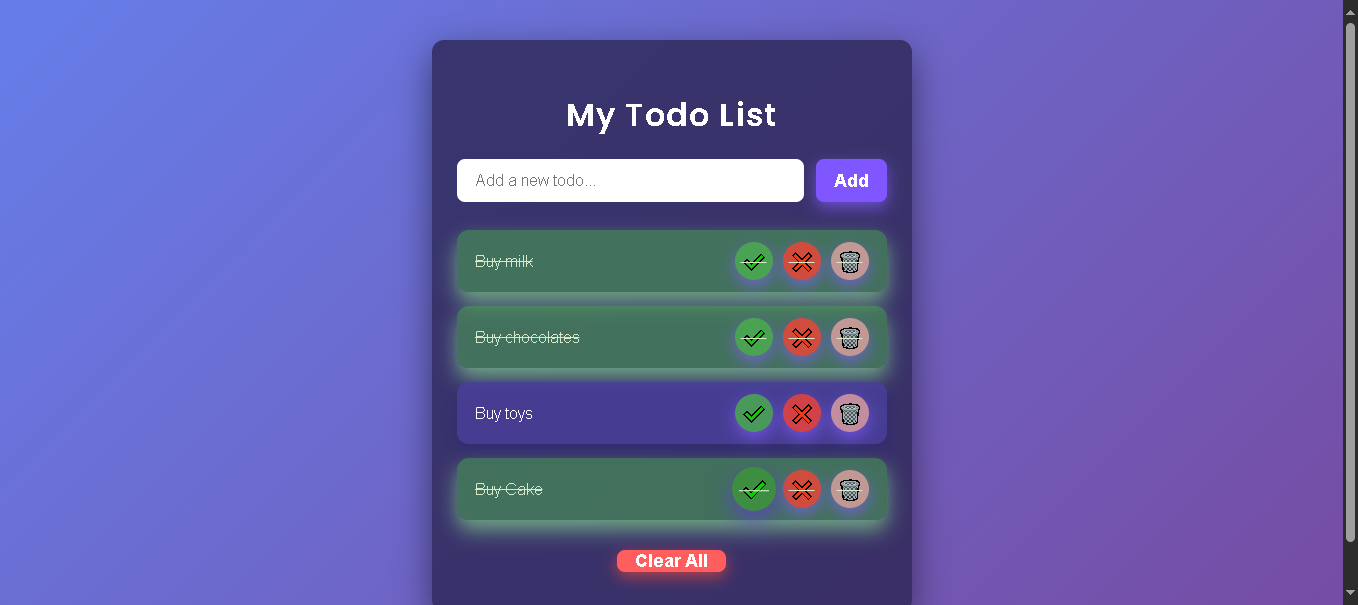 My Todo List
Add a new todo...
Add
Buy milk
Buy chocolates
Buy toys
Buy Cake
Clear All